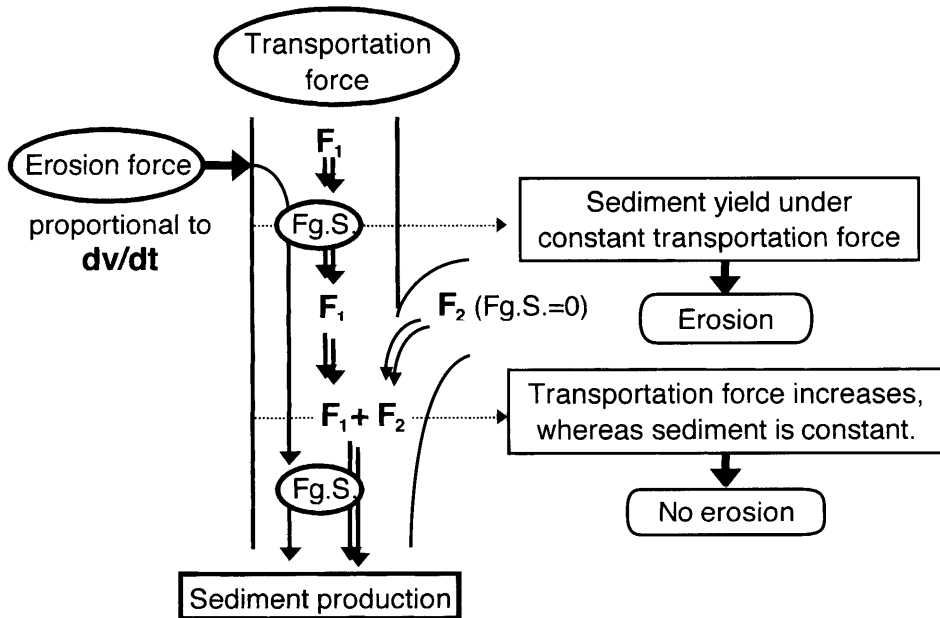 Transportation
force
F₁
Erosion force
proportional to
dv/dt
Fg.S.
Sediment yield under
constant transportation force
Erosion
F₁
F₂ (Fg.S.=0)
Transportation force increases,
whereas sediment is constant.
F₁ + F₂
No erosion
Fg.S.
Sediment production